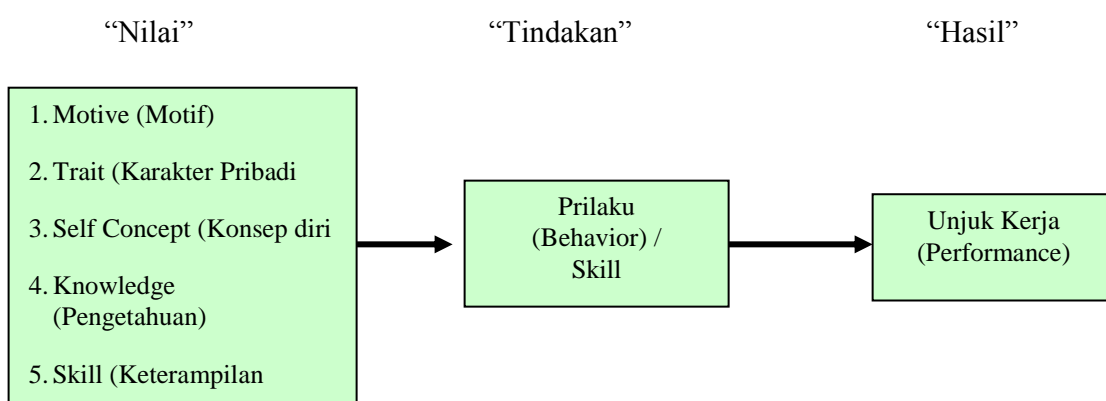 “Nilai”
“Tindakan”
“Hasil”
1. Motive (Motif)
2. Trait (Karakter Pribadi
3. Self Concept (Konsep diri
4. Knowledge
(Pengetahuan)
5. Skill (Keterampilan
Prilaku
(Behavior) /
Skill
Unjuk Kerja
(Performance)